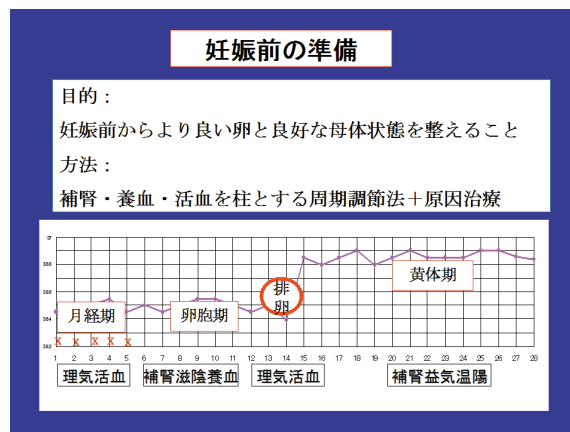 妊娠前の準備
目的：
妊娠前からより良い卵と良好な母体状態を整えること
方法：
補腎・養血・活血を柱とする周期調節法＋原因治療
37
368
368
384
382
排卵
黄体期
月経期
卵胞期
x x x x x
1 2 3 4 5 6 7 8 9 10 11 12 13 14 15 16 17 18 19 20 21 22 23 24 25 26 27 28
理気活血 補腎滋陰養血 理気活血 補腎益気温陽